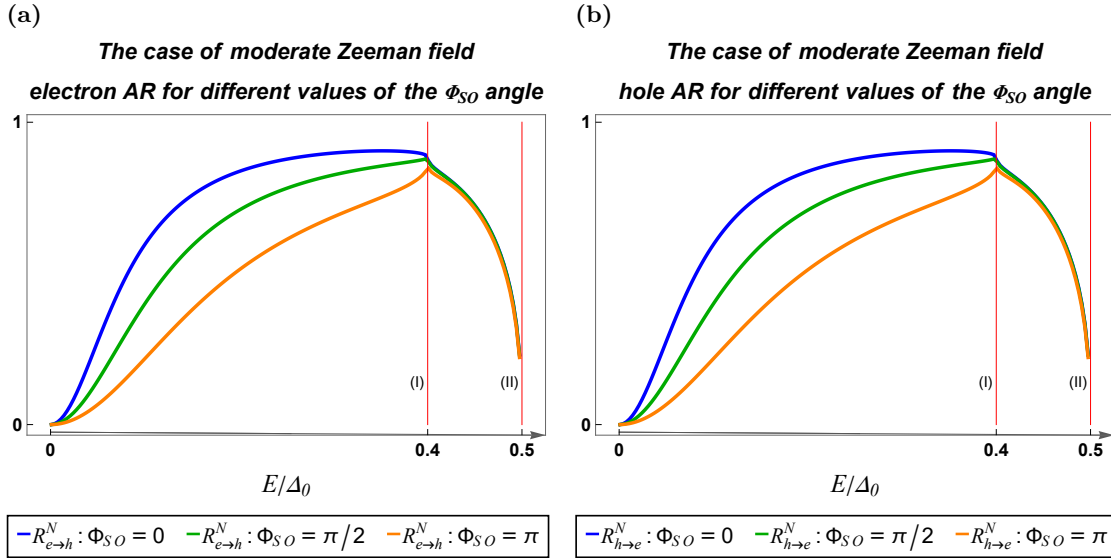 (a)
The case of moderate Zeeman field
electron AR for different values of the Φ_SO angle
1
0
(I)
(II)
0
0.4
0.5
E/Δ_0
R^N_{e→h} : Φ_SO = 0
R^N_{e→h} : Φ_SO = π/2
R^N_{e→h} : Φ_SO = π
(b)
The case of moderate Zeeman field
hole AR for different values of the Φ_SO angle
1
0
(I)
(II)
0
0.4
0.5
E/Δ_0
R^N_{h→e} : Φ_SO = 0
R^N_{h→e} : Φ_SO = π/2
R^N_{h→e} : Φ_SO = π